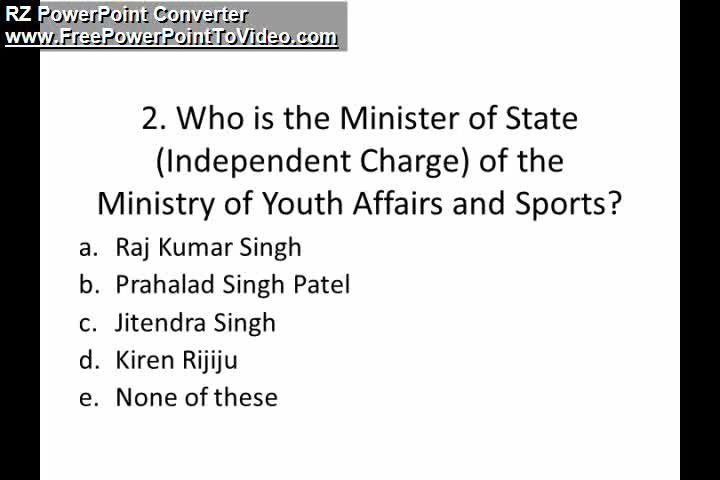 RZ PowerPoint Converter
www.FreePowerPointToVideo.com
2. Who is the Minister of State
(Independent Charge) of the
Ministry of Youth Affairs and Sports?
a. Raj Kumar Singh
b. Prahalad Singh Patel
c. Jitendra Singh
d. Kiren Rijiju
e. None of these